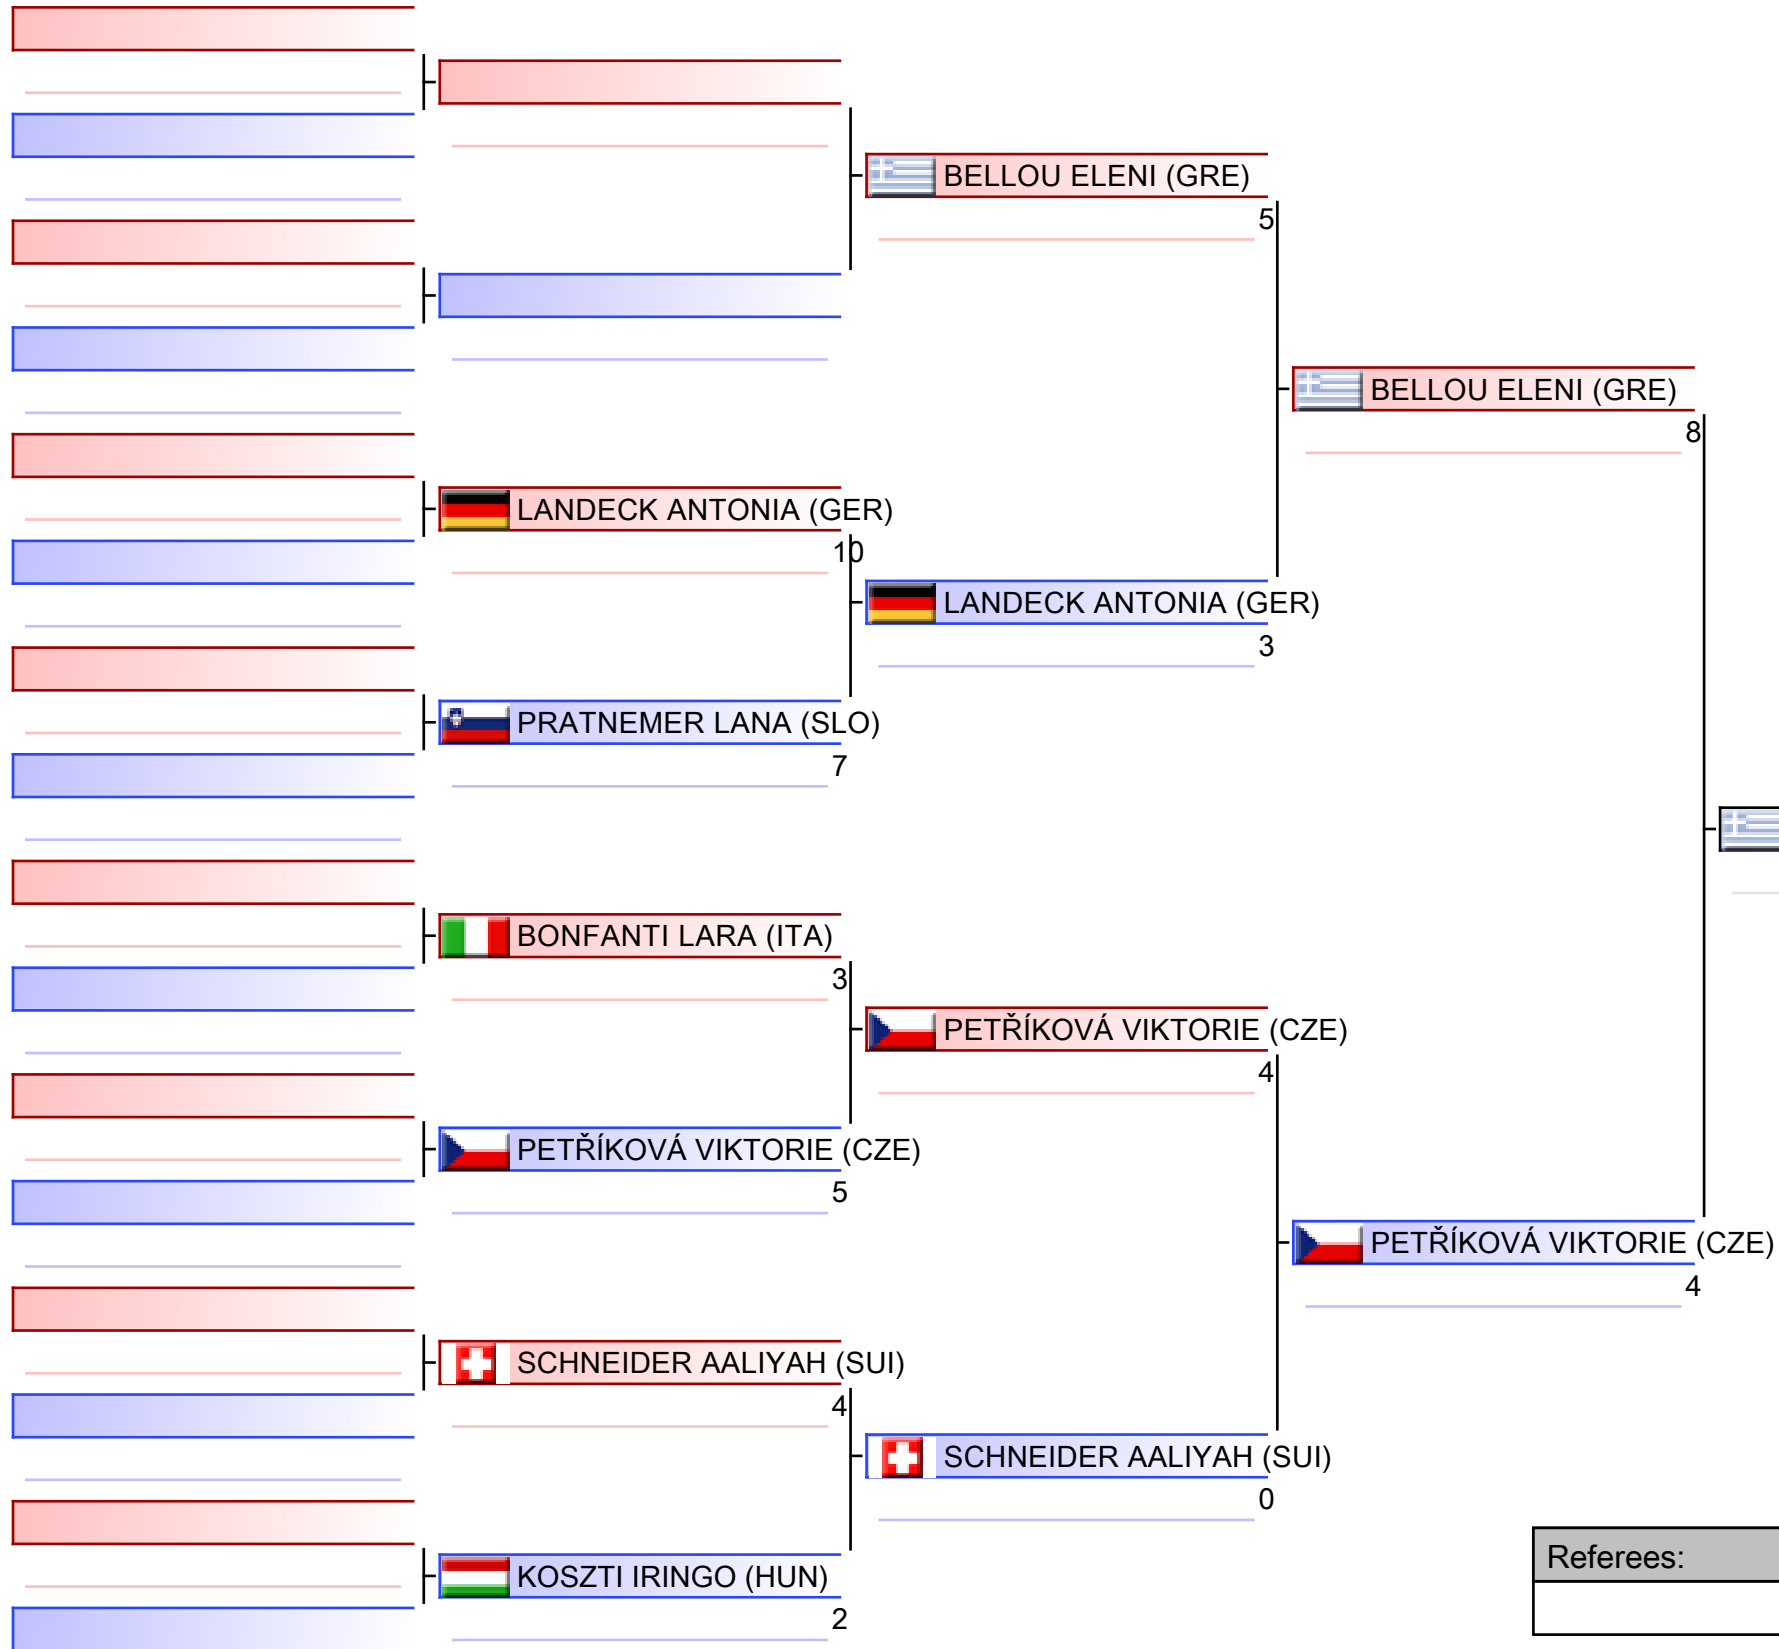 BELLOU ELENI (GRE)
5
BELLOU ELENI (GRE)
8
LANDECK ANTONIA (GER)
10
LANDECK ANTONIA (GER)
3
PRATNEMER LANA (SLO)
7
BONFANTI LARA (ITA)
3
PETŘÍKOVÁ VIKTORIE (CZE)
4
PETŘÍKOVÁ VIKTORIE (CZE)
5
PETŘÍKOVÁ VIKTORIE (CZE)
4
SCHNEIDER AALIYAH (SUI)
4
SCHNEIDER AALIYAH (SUI)
0
KOSZTI IRINGO (HUN)
2
Referees: